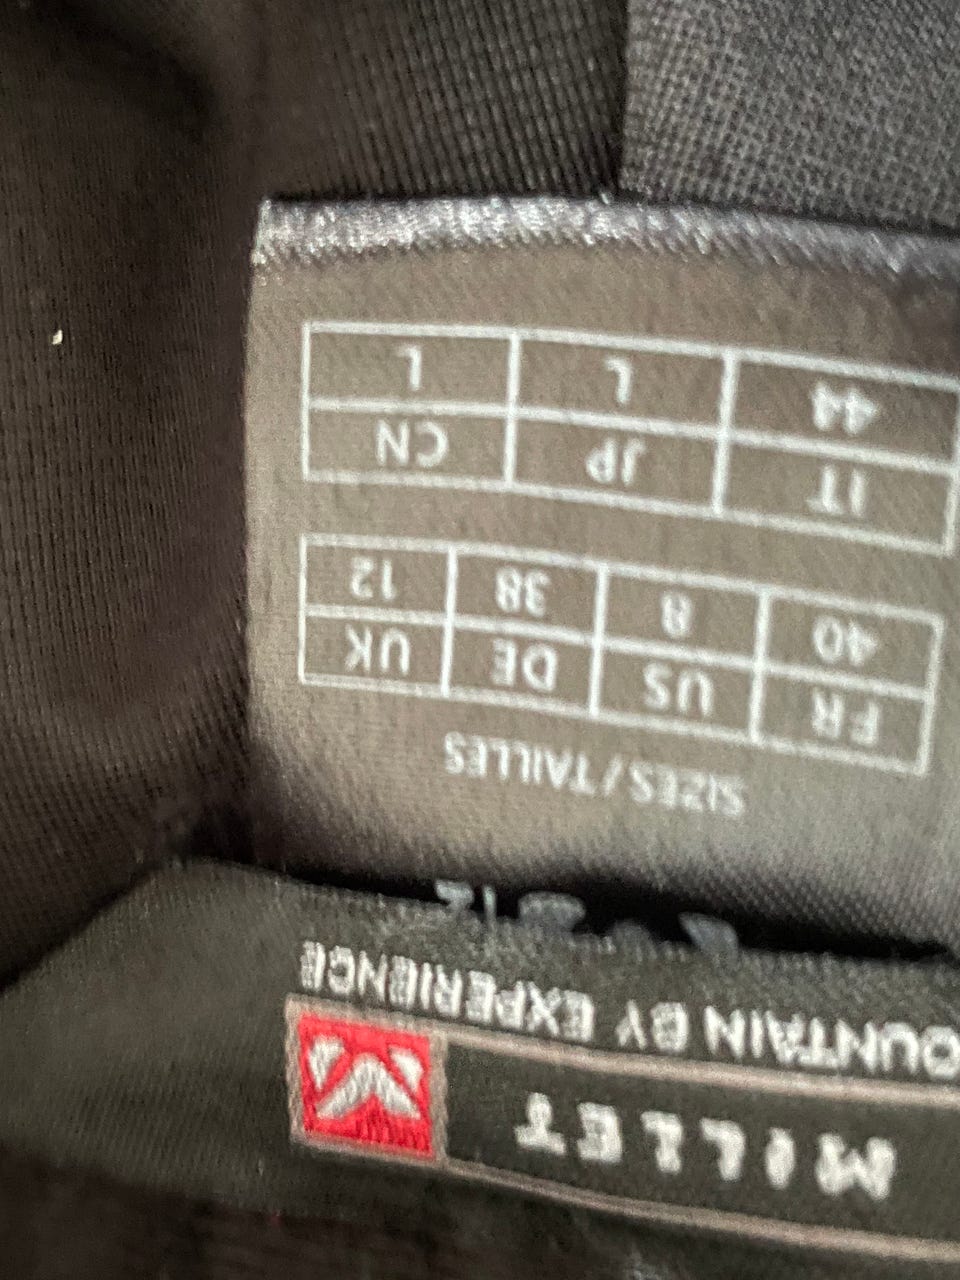 MILLET
OUNTAIN BY EXPERIENCE
SIZES/TAILLES
FR US DE UK
40 8 38 12
IT JP CN
44 L L